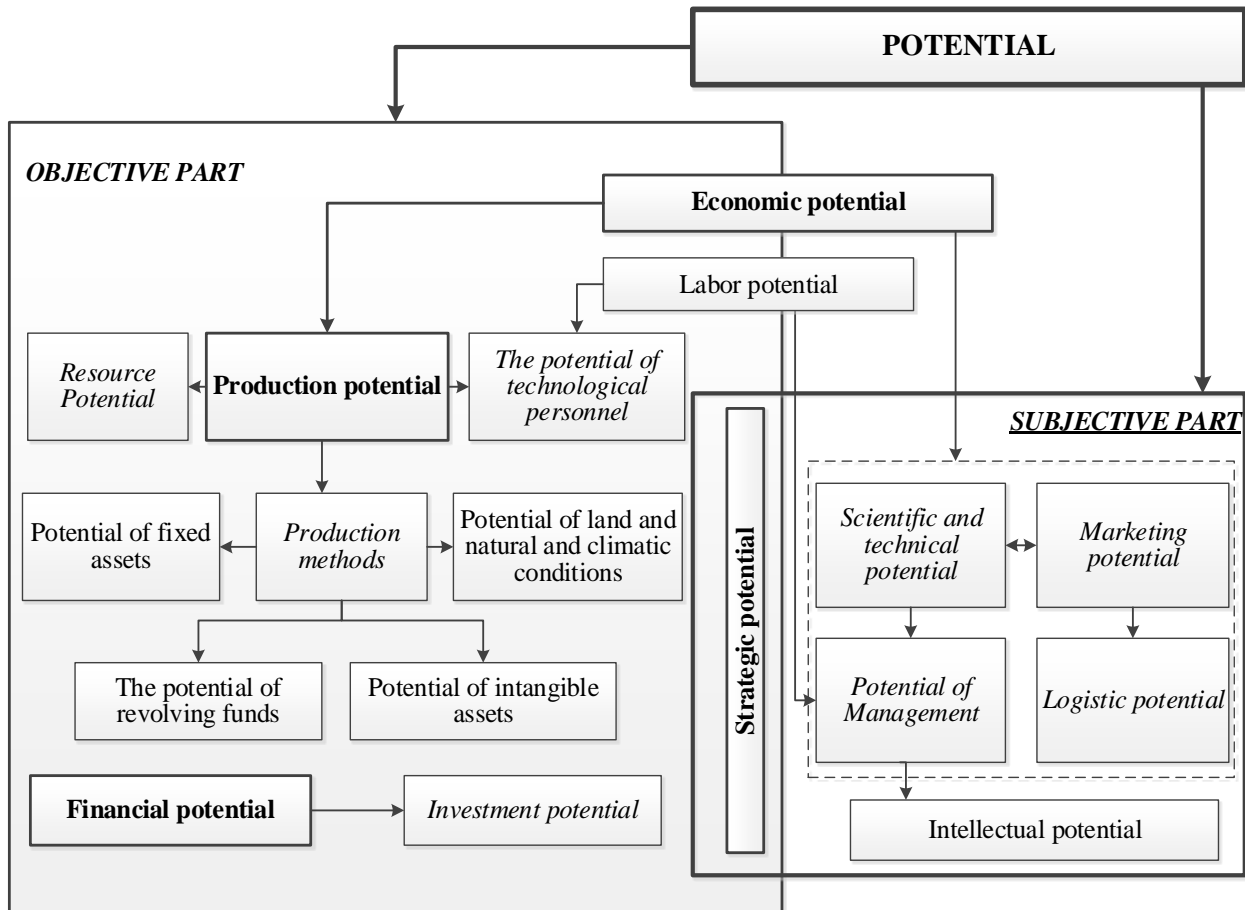 POTENTIAL
OBJECTIVE PART
Economic potential
Labor potential
Resource
Potential
Production potential
The potential of
technological
personnel
SUBJECTIVE PART
Potential of fixed
assets
Production
methods
Potential of land and
natural and climatic
conditions
Strategic potential
Scientific and
technical
potential
Marketing
potential
The potential of
revolving funds
Potential of intangible
assets
Potential of
Management
Logistic potential
Financial potential
Investment potential
Intellectual potential